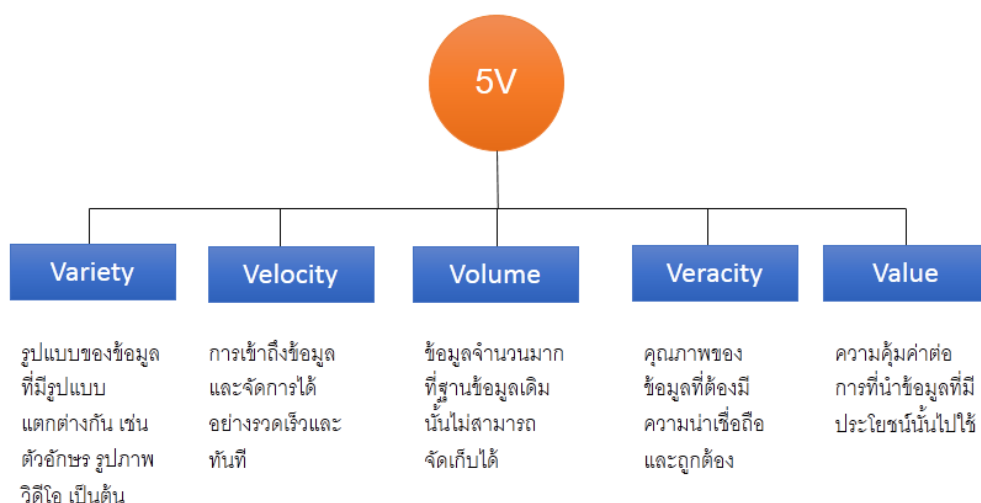 5V
Variety
Velocity
Volume
Veracity
Value
รูปแบบของข้อมูล
ที่มีรูปแบบ
แตกต่างกัน เช่น
ตัวอักษร รูปภาพ
วิดีโอ เป็นต้น
การเข้าถึงข้อมูล
และจัดการได้
อย่างรวดเร็วและ
ทันที
ข้อมูลจำนวนมาก
ที่ฐานข้อมูลเดิม
นั้นไม่สามารถ
จัดเก็บได้
คุณภาพของ
ข้อมูลที่ต้องมี
ความน่าเชื่อถือ
และถูกต้อง
ความคุ้มค่าต่อ
การที่นำข้อมูลที่มี
ประโยชน์นั้นไปใช้